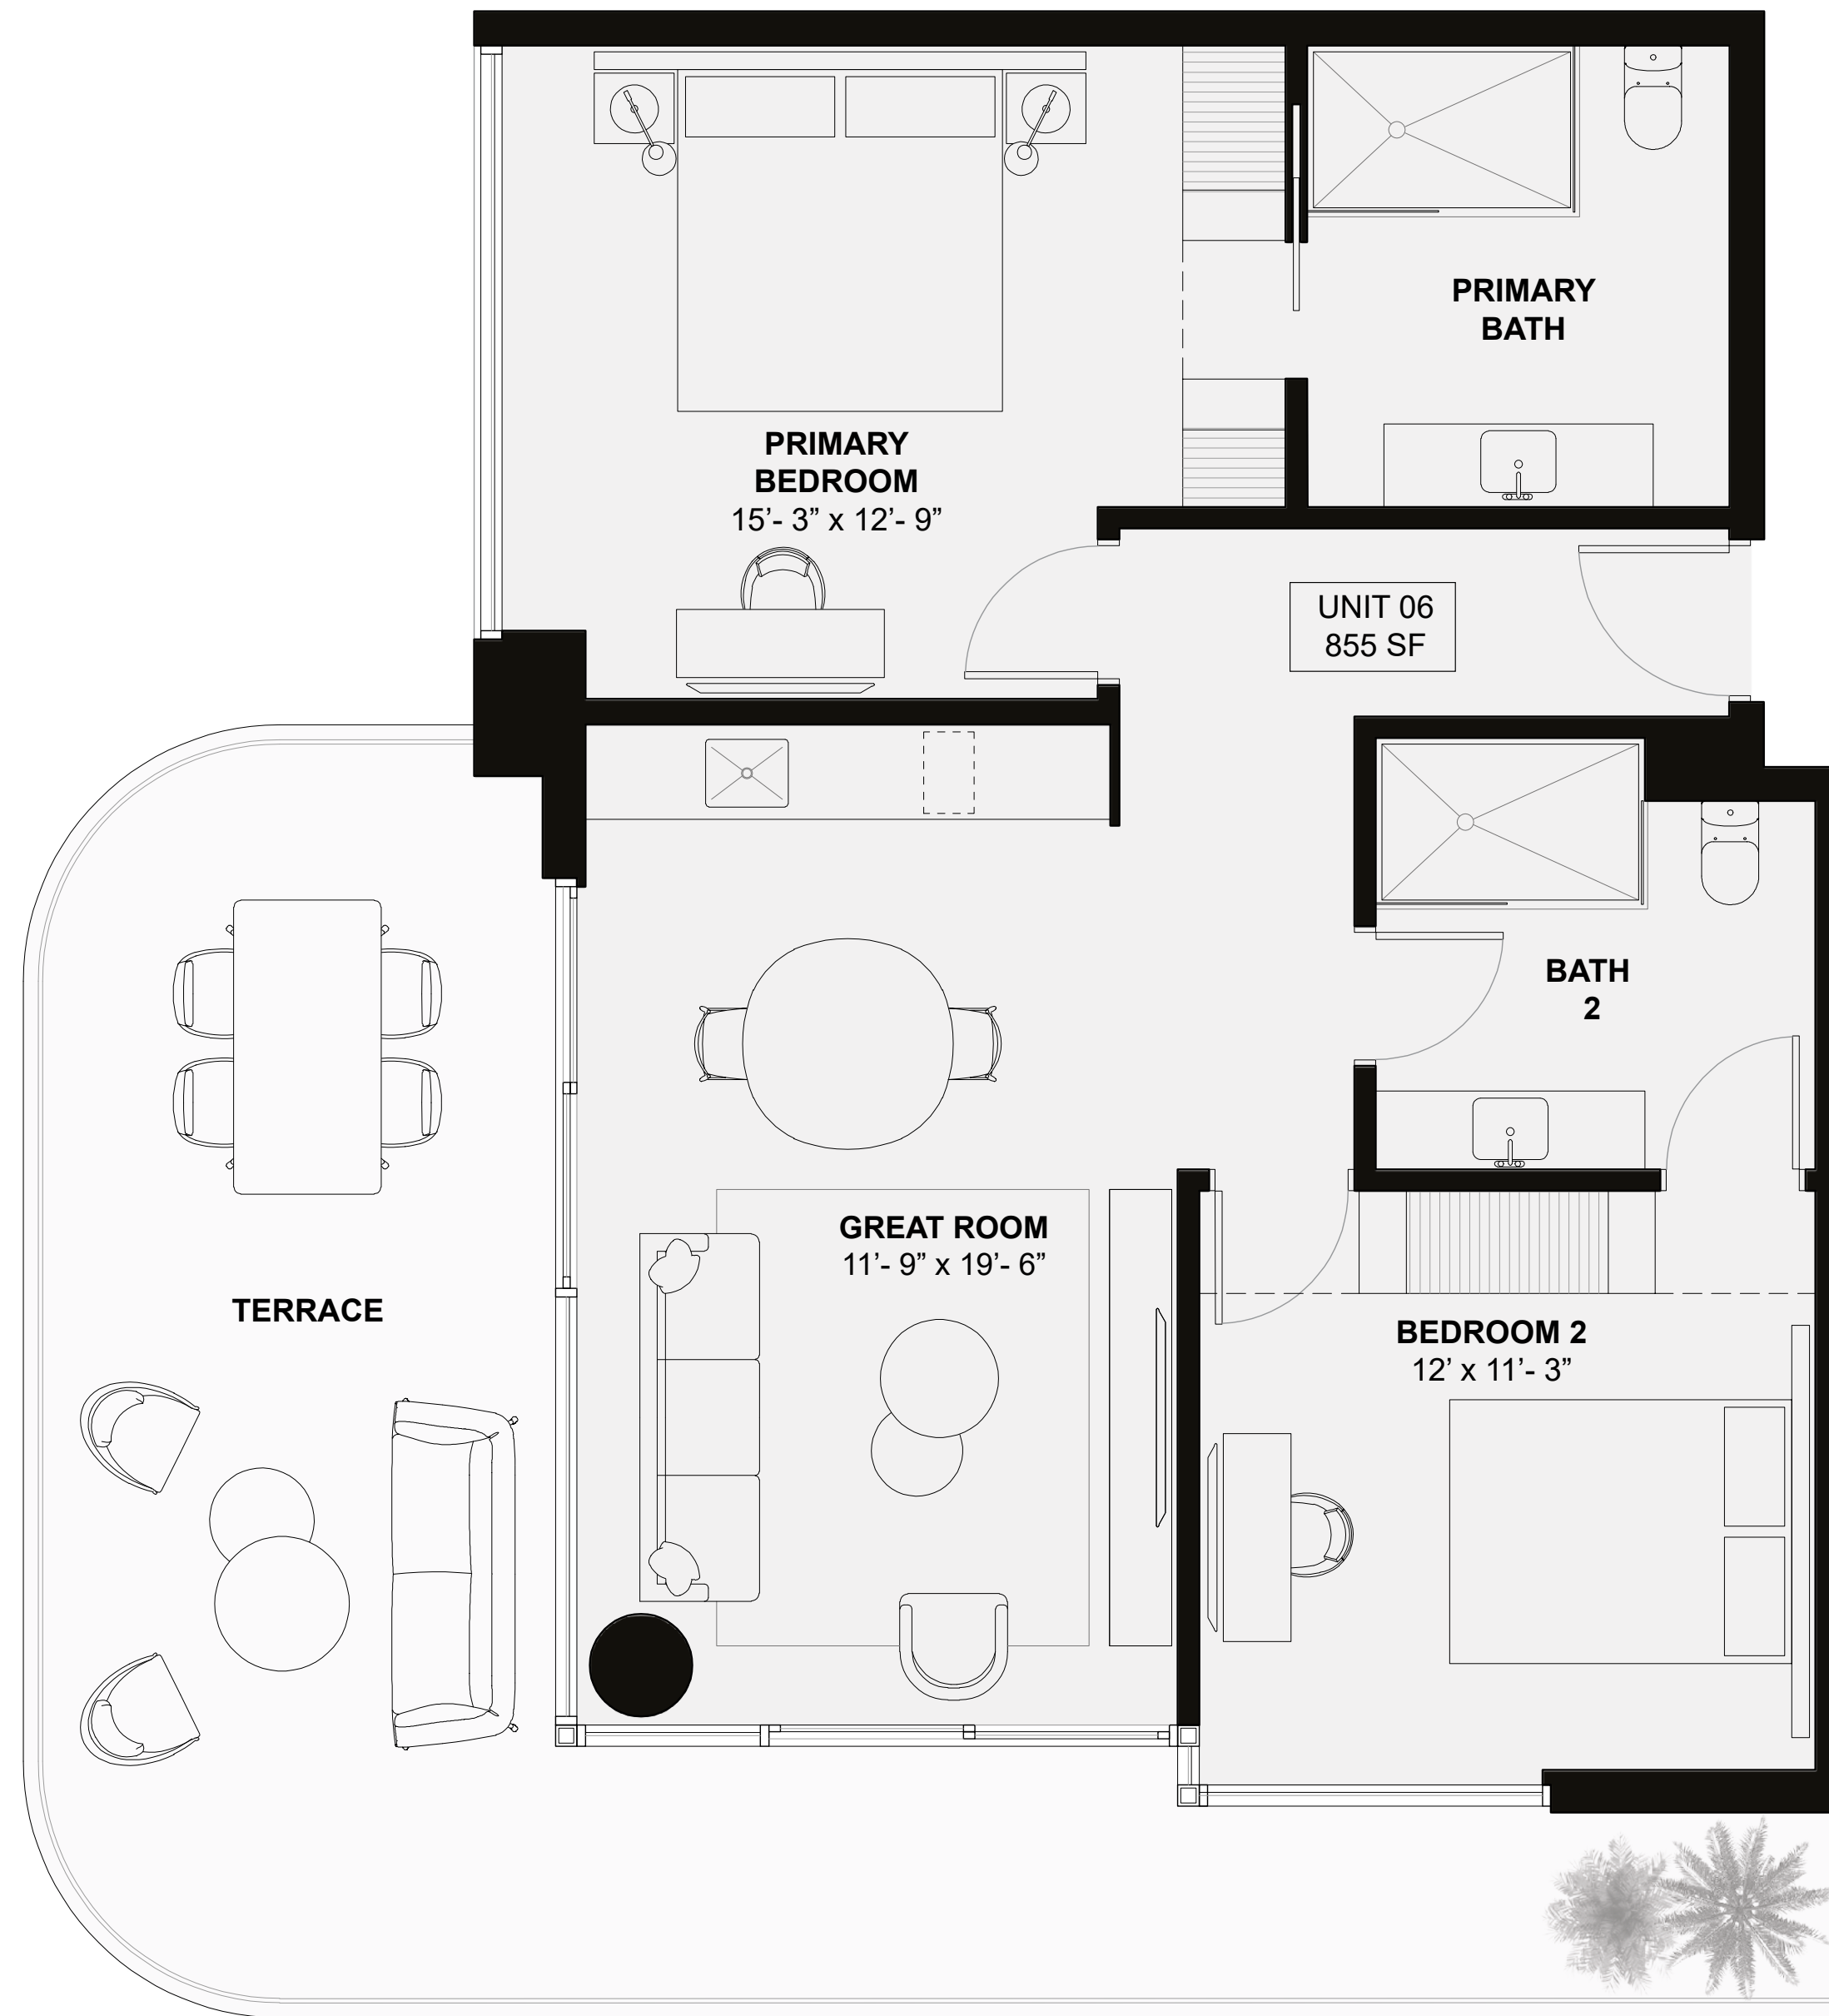 PRIMARY
BATH
PRIMARY
BEDROOM
15’- 3” x 12’- 9”
UNIT 06
855 SF
BATH
2
GREAT ROOM
11’- 9” x 19’- 6”
TERRACE
BEDROOM 2
12’ x 11’- 3”